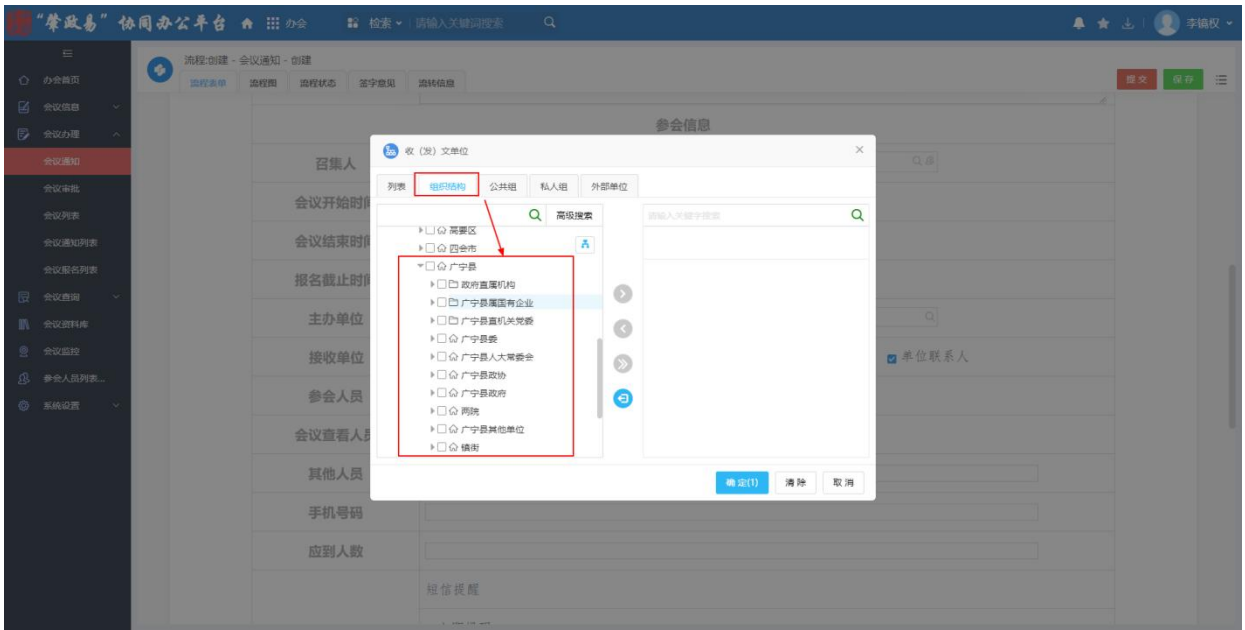 “肇政易”协同办公平台 办会 检索 请输入关键词搜索 李镐权
流程:创建 - 会议通知 - 创建
流程表单 流程图 流程状态 签字意见 流转信息
提交 保存
办会首页
会议信息
会议办理
会议通知
会议审批
会议列表
会议通知列表
会议报名列表
会议查询
会议资料库
会议监控
参会人员列表...
系统设置
参会信息
召集人
会议开始时间
会议结束时间
报名截止时间
主办单位
接收单位
单位联系人
参会人员
会议查看人员
其他人员
手机号码
应到人数
短信提醒
收（发）文单位
列表 组织结构 公共组 私人组 外部单位
高级搜索
请输入关键字搜索
高要区
四会市
广宁县
政府直属机构
广宁县属国有企业
广宁县直机关党委
广宁县委
广宁县人大常委会
广宁县政协
广宁县政府
两院
广宁县其他单位
镇街
确定(1) 清除 取消